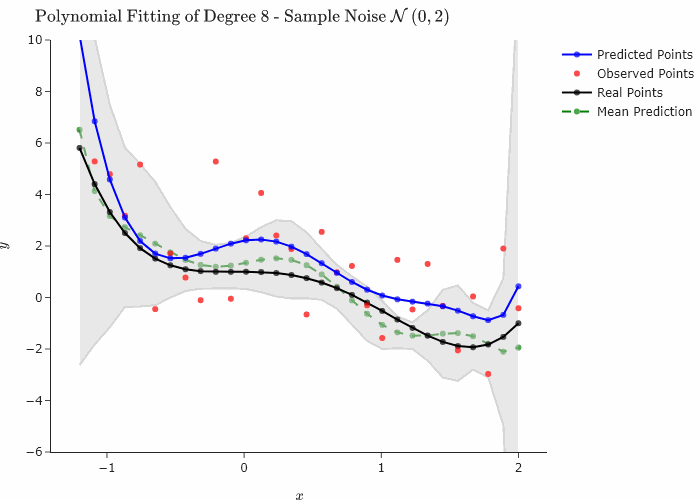 Polynomial Fitting of Degree 8 - Sample Noise 𝒩 (0, 2)
10
8
6
4
2
0
−2
−4
−6
y
−1
0
1
2
x
Predicted Points
Observed Points
Real Points
Mean Prediction